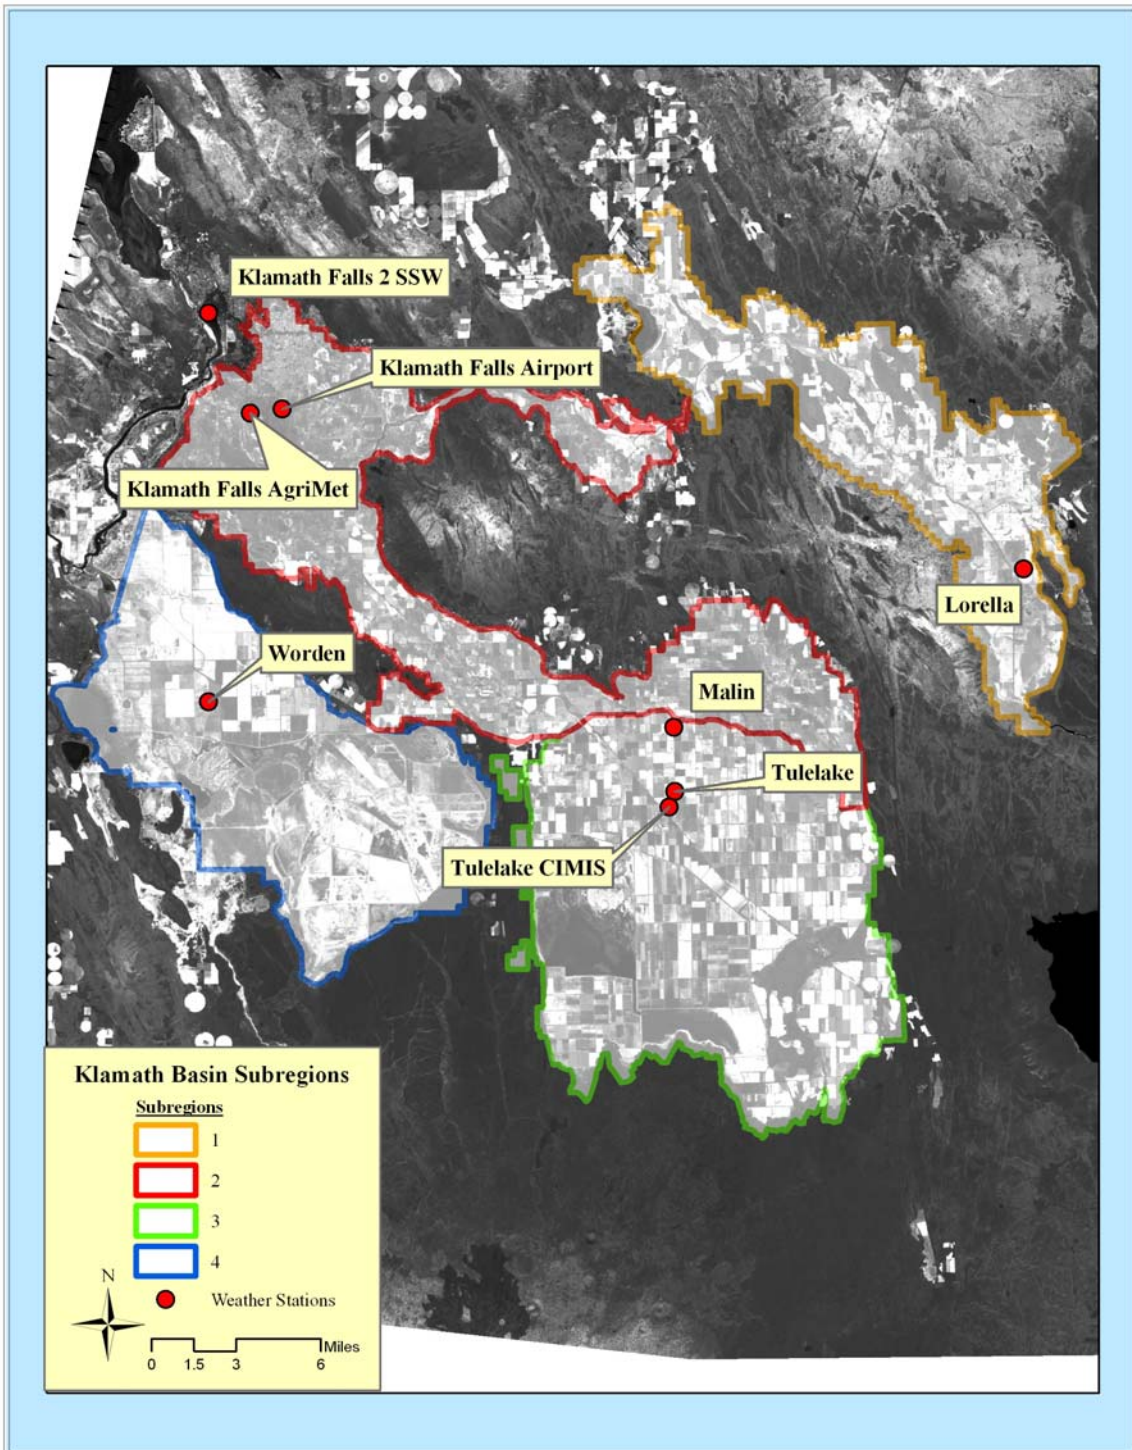 Klamath Falls 2 SSW
Klamath Falls Airport
Klamath Falls AgriMet
Lorella
Worden
Malin
Tulelake
Tulelake CIMIS
Klamath Basin Subregions
Subregions
1
2
3
4
Weather Stations
N
Miles
0 1.5 3 6